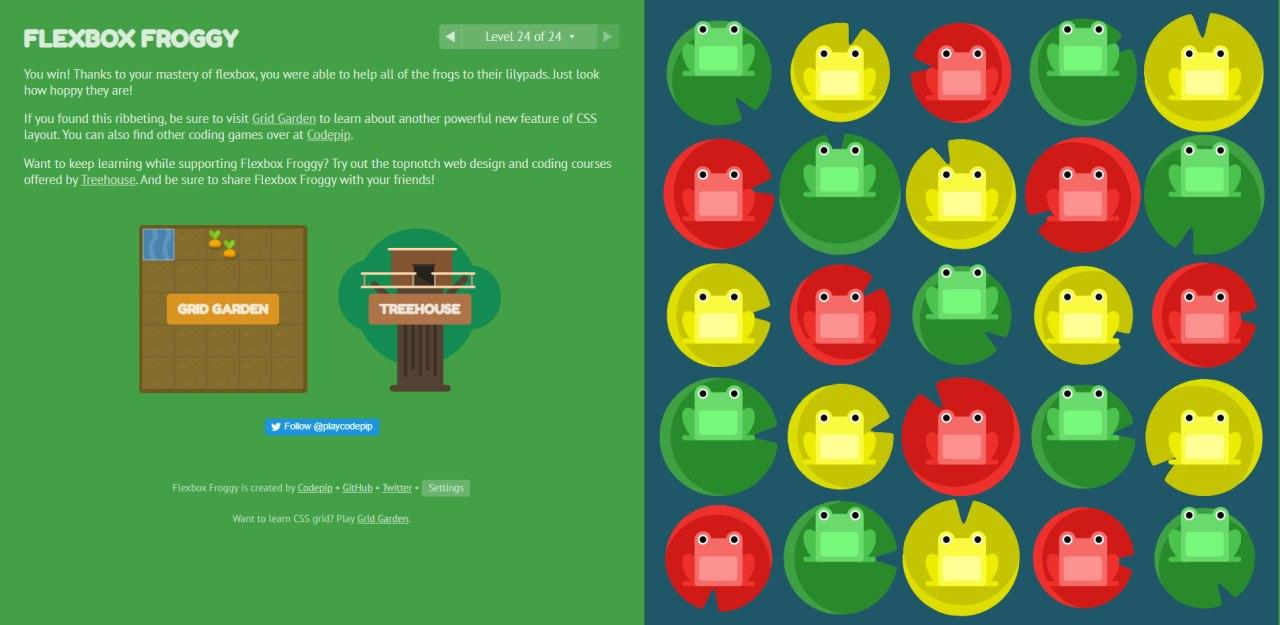 FLEXBOX FROGGY
Level 24 of 24
You win! Thanks to your mastery of flexbox, you were able to help all of the frogs to their lilypads. Just look
how hoppy they are!
If you found this ribbeting, be sure to visit Grid Garden to learn about another powerful new feature of CSS
layout. You can also find other coding games over at Codepip.
Want to keep learning while supporting Flexbox Froggy? Try out the topnotch web design and coding courses
offered by Treehouse. And be sure to share Flexbox Froggy with your friends!
GRID GARDEN
TREEHOUSE
Follow @playcodepip
Flexbox Froggy is created by Codepip • GitHub • Twitter • Settings
Want to learn CSS grid? Play Grid Garden.